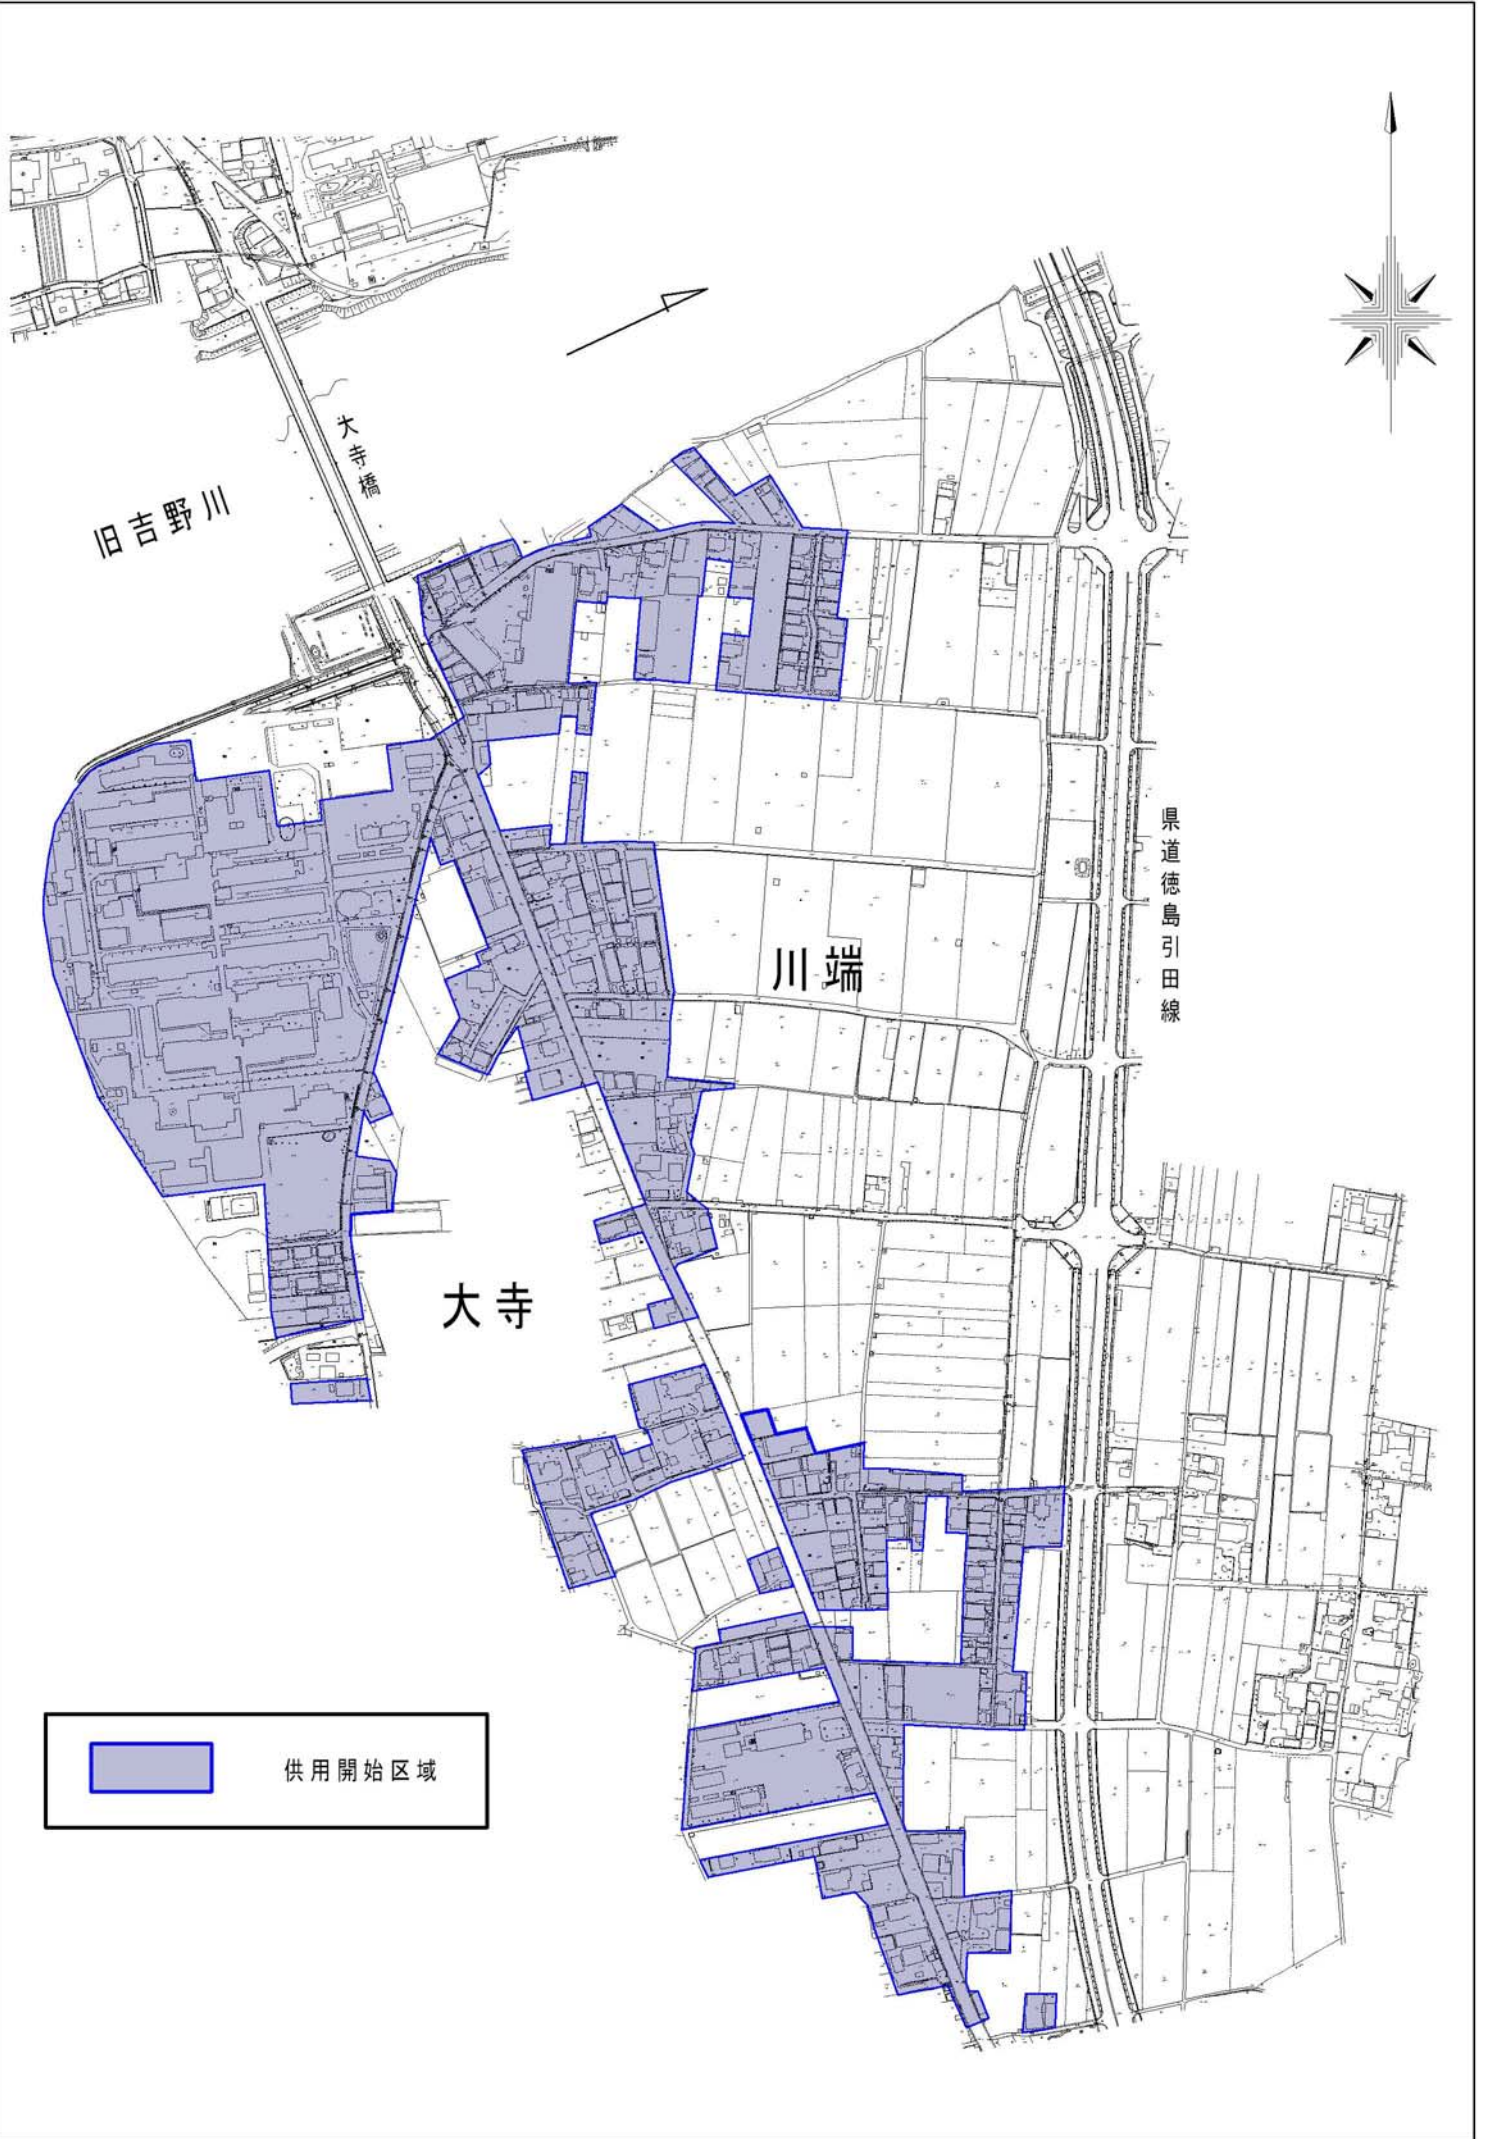 大寺橋
旧吉野川
県道徳島引田線
川端
大寺
供用開始区域